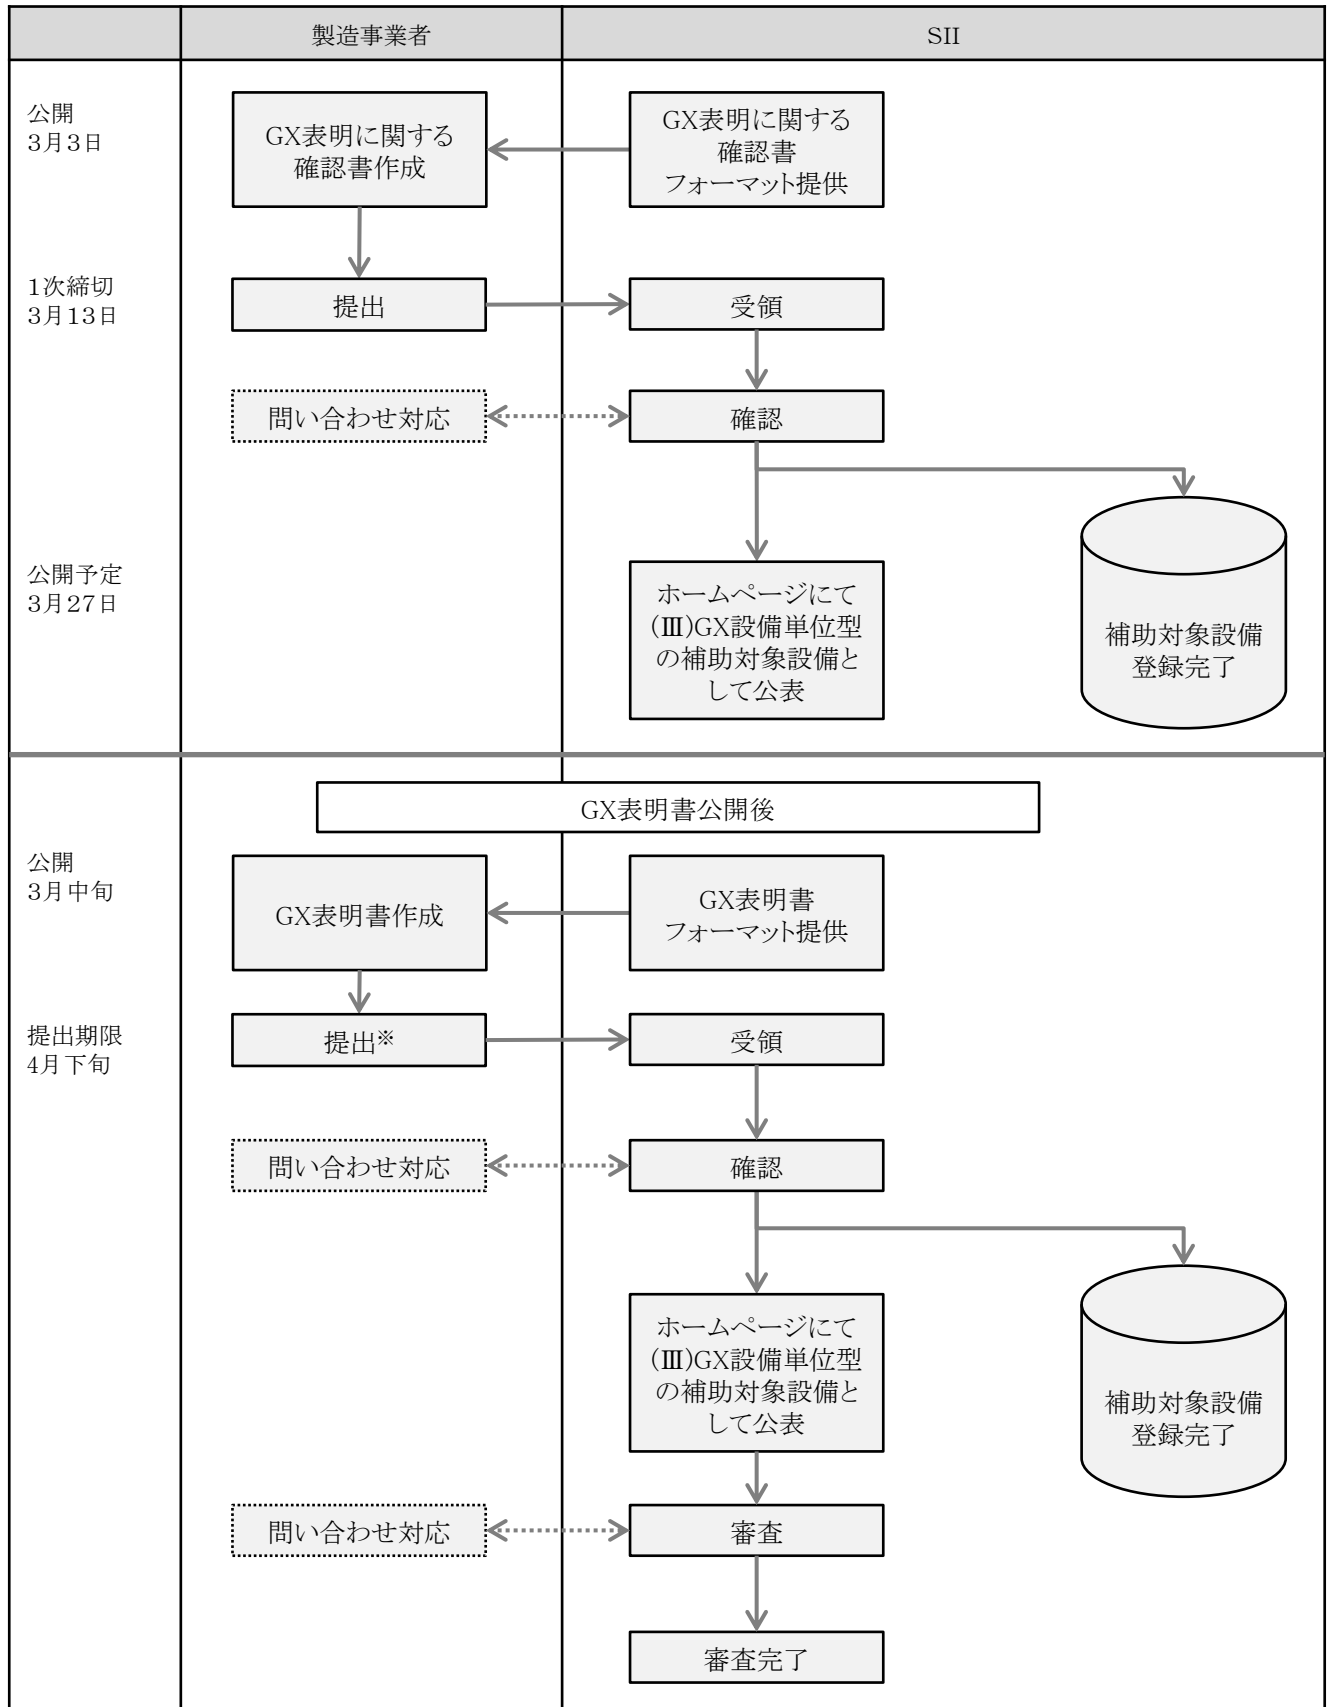 製造事業者
SII
公開
3月3日
GX表明に関する
確認書作成
GX表明に関する
確認書
フォーマット提供
1次締切
3月13日
提出
受領
問い合わせ対応
確認
公開予定
3月27日
ホームページにて
(Ⅲ)GX設備単位型
の補助対象設備と
して公表
補助対象設備
登録完了
GX表明書公開後
公開
3月中旬
GX表明書作成
GX表明書
フォーマット提供
提出期限
4月下旬
提出※
受領
問い合わせ対応
確認
ホームページにて
(Ⅲ)GX設備単位型
の補助対象設備と
して公表
補助対象設備
登録完了
問い合わせ対応
審査
審査完了